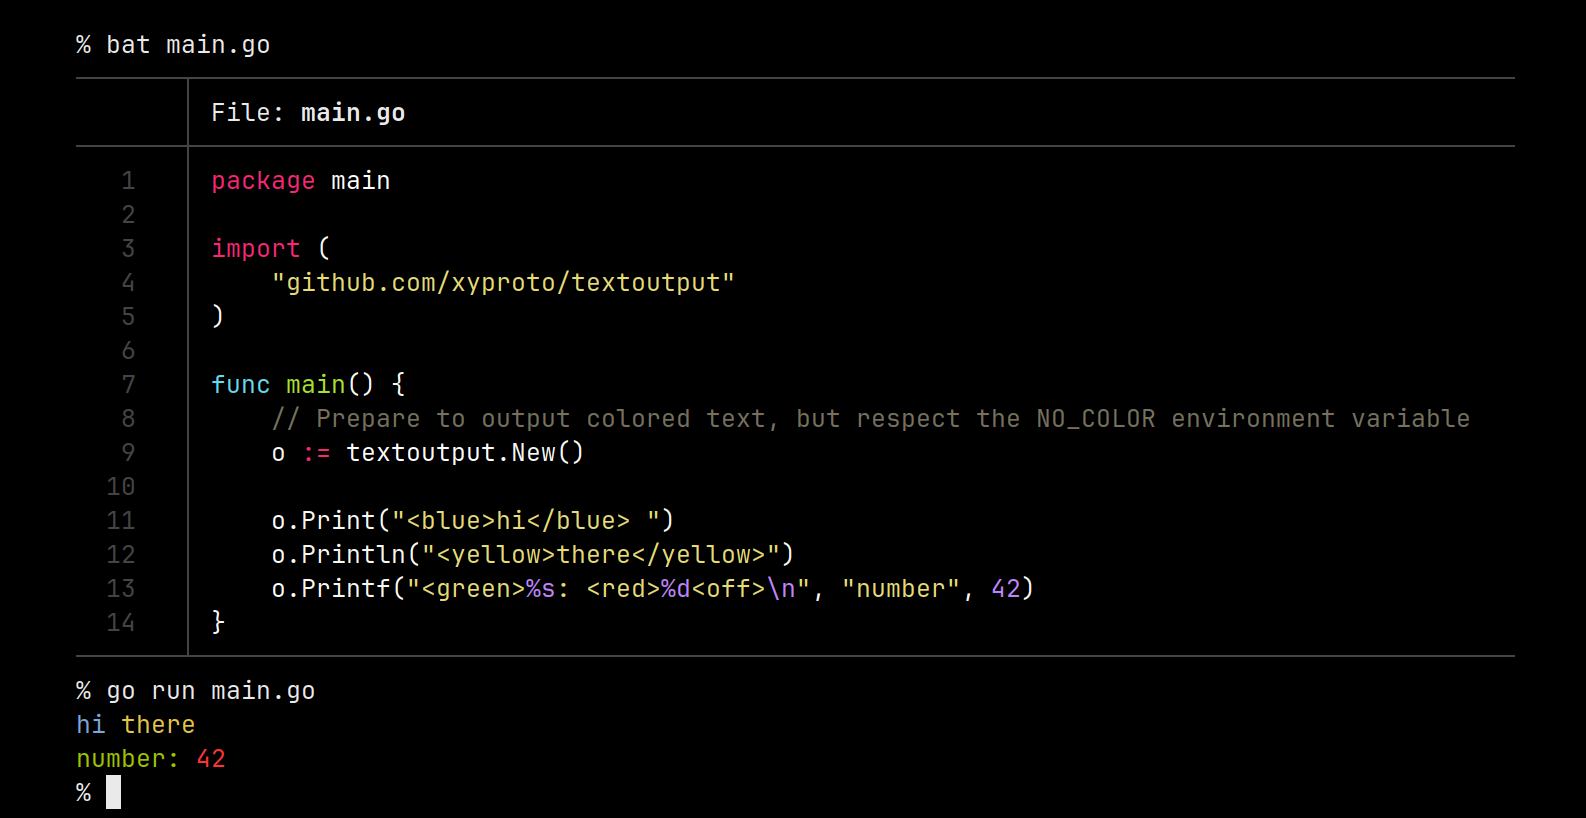 % bat main.go
File: main.go
1 package main
2
3 import (
4     "github.com/xyproto/textoutput"
5 )
6
7 func main() {
8     // Prepare to output colored text, but respect the NO_COLOR environment variable
9     o := textoutput.New()
10
11     o.Print("<blue>hi</blue> ")
12     o.Println("<yellow>there</yellow>")
13     o.Printf("<green>%s: <red>%d<off>\n", "number", 42)
14 }
% go run main.go
hi there
number: 42
%